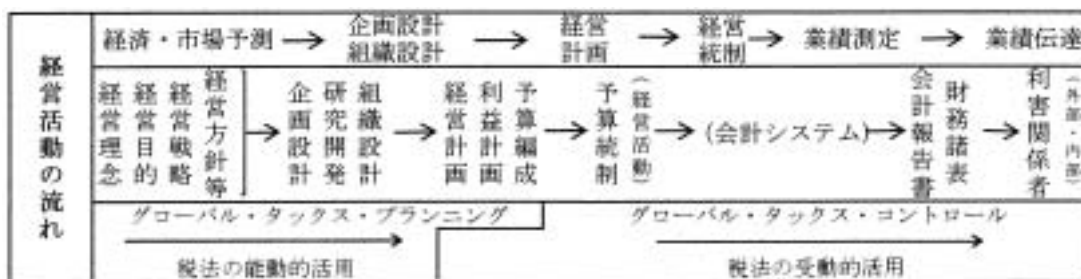 経営活動の流れ
経済・市場予測→企画設計 組織設計→経営計画→経営統制→業績測定→業績伝達
経営理念
経営目的
経営戦略
経営方針等
→
企画設計
研究開発
組織設計
→
経営計画
利益計画
予算編成
→
予算統制
(経営活動)
→
(会計システム)
→
会計報告書
財務諸表
→
利害関係者
(外部・内部)
グローバル・タックス・プランニング
税法の能動的活用
グローバル・タックス・コントロール
税法の受動的活用